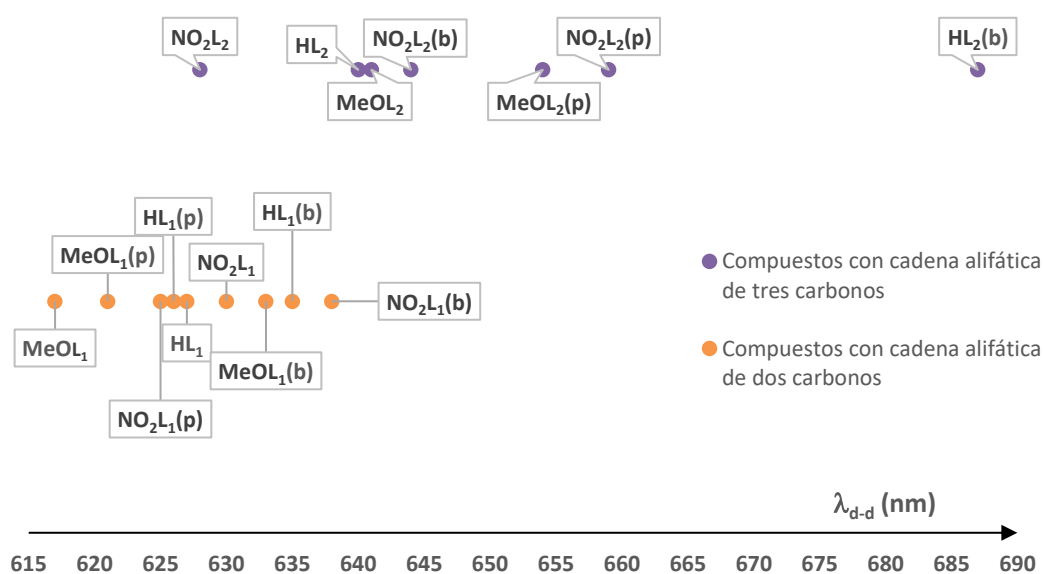 NO₂L₂
HL₂
NO₂L₂(b)
NO₂L₂(p)
HL₂(b)
MeOL₂
MeOL₂(p)
HL₁(p)
HL₁(b)
MeOL₁(p)
NO₂L₁
NO₂L₁(b)
MeOL₁
HL₁
MeOL₁(b)
NO₂L₁(p)
Compuestos con cadena alifática
de tres carbonos
Compuestos con cadena alifática
de dos carbonos
λd-d (nm)
615 620 625 630 635 640 645 650 655 660 665 670 675 680 685 690